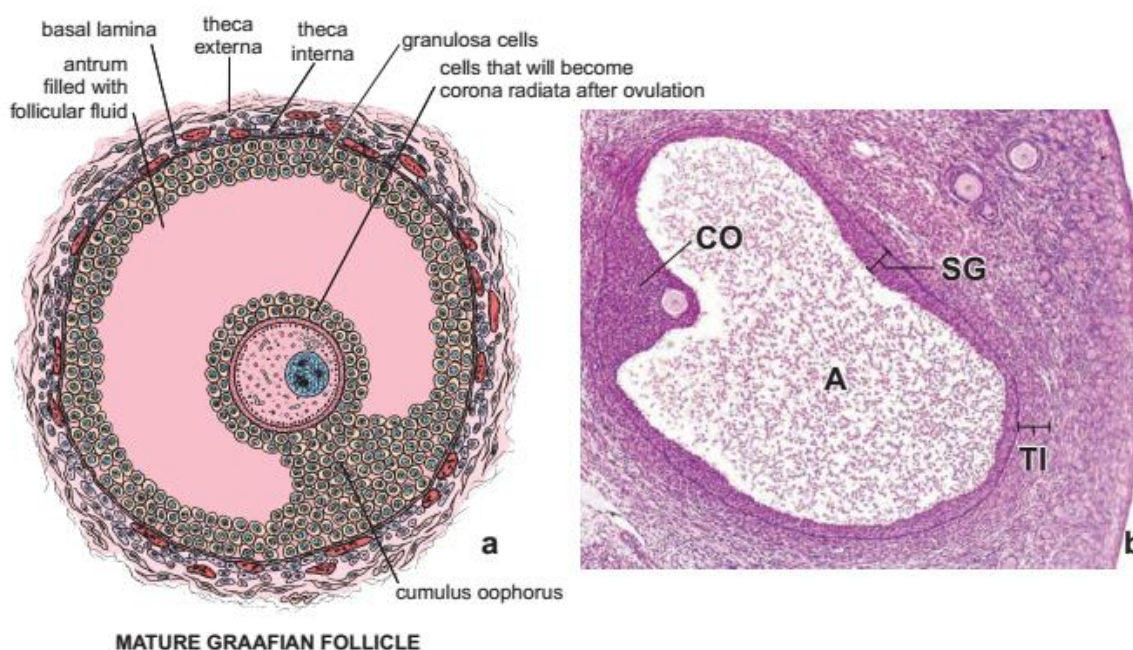 basal lamina
theca
externa
theca
interna
granulosa cells
antrum
filled with
follicular fluid
cells that will become
corona radiata after ovulation
CO
SG
A
TI
a
b
cumulus oophorus
MATURE GRAAFIAN FOLLICLE